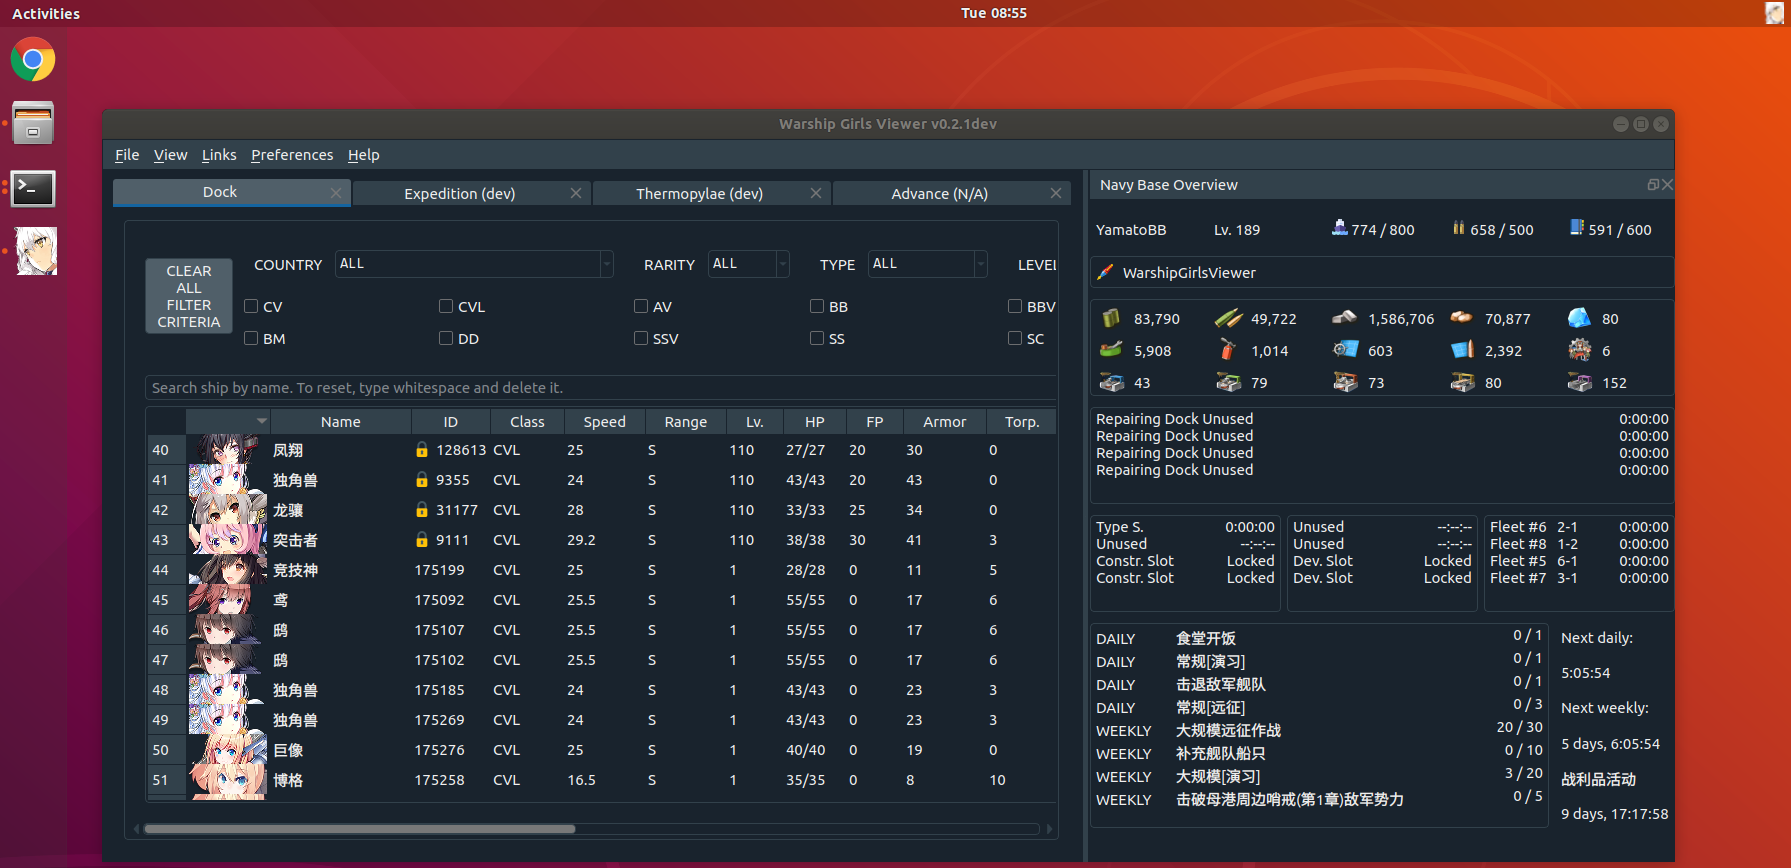 Activities
Tue 08:55
Warship Girls Viewer v0.2.1dev
File View Links Preferences Help
Dock Expedition (dev) Thermopylae (dev) Advance (N/A)
CLEAR
ALL
FILTER
CRITERIA
COUNTRY ALL RARITY ALL TYPE ALL LEVEL
CV CVL AV BB BBV
BM DD SSV SS SC
Search ship by name. To reset, type whitespace and delete it.
Name ID Class Speed Range Lv. HP FP Armor Torp.
40 凤翔 128613 CVL 25 S 110 27/27 20 30 0
41 独角兽 9355 CVL 24 S 110 43/43 20 43 0
42 龙骧 31177 CVL 28 S 110 33/33 25 34 0
43 突击者 9111 CVL 29.2 S 110 38/38 30 41 3
44 竞技神 175199 CVL 25 S 1 28/28 0 11 5
45 鸢 175092 CVL 25.5 S 1 55/55 0 17 6
46 鸱 175107 CVL 25.5 S 1 55/55 0 17 6
47 鸱 175102 CVL 25.5 S 1 55/55 0 17 6
48 独角兽 175185 CVL 24 S 1 43/43 0 23 3
49 独角兽 175269 CVL 24 S 1 43/43 0 23 3
50 巨像 175276 CVL 25 S 1 40/40 0 19 0
51 博格 175258 CVL 16.5 S 1 35/35 0 8 10
Navy Base Overview
YamatoBB Lv. 189 774 / 800 658 / 500 591 / 600
WarshipGirlsViewer
83,790 49,722 1,586,706 70,877 80
5,908 1,014 603 2,392 6
43 79 73 80 152
Repairing Dock Unused 0:00:00
Repairing Dock Unused 0:00:00
Repairing Dock Unused 0:00:00
Repairing Dock Unused 0:00:00
Type S. 0:00:00
Unused --:--:--
Constr. Slot Locked
Constr. Slot Locked
Unused --:--:--
Unused --:--:--
Dev. Slot Locked
Dev. Slot Locked
Fleet #6 2-1 0:00:00
Fleet #8 1-2 0:00:00
Fleet #5 6-1 0:00:00
Fleet #7 3-1 0:00:00
DAILY 食堂开饭 0 / 1
DAILY 常规[演习] 0 / 1
DAILY 击退敌军舰队 0 / 1
DAILY 常规[远征] 0 / 3
WEEKLY 大规模远征作战 20 / 30
WEEKLY 补充舰队船只 0 / 10
WEEKLY 大规模[演习] 3 / 20
WEEKLY 击破母港周边哨戒(第1章)敌军势力 0 / 5
Next daily:
5:05:54
Next weekly:
5 days, 6:05:54
战利品活动
9 days, 17:17:58